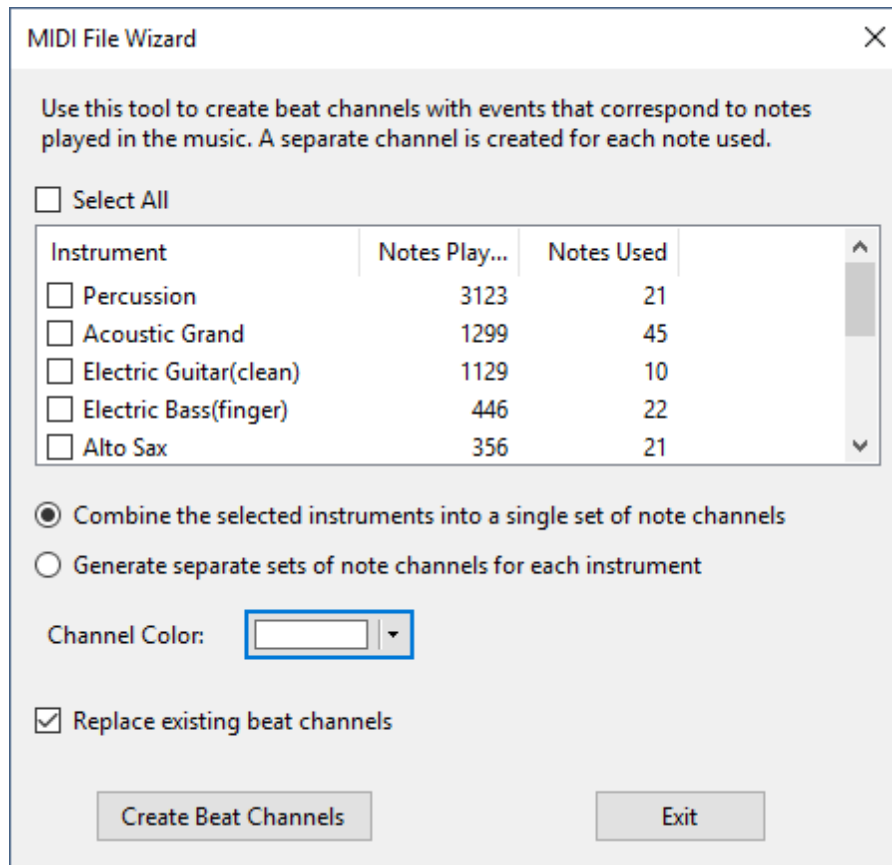 MIDI File Wizard
Use this tool to create beat channels with events that correspond to notes
played in the music. A separate channel is created for each note used.
Select All
Instrument Notes Play... Notes Used
Percussion 3123 21
Acoustic Grand 1299 45
Electric Guitar(clean) 1129 10
Electric Bass(finger) 446 22
Alto Sax 356 21
Combine the selected instruments into a single set of note channels
Generate separate sets of note channels for each instrument
Channel Color:
Replace existing beat channels
Create Beat Channels Exit